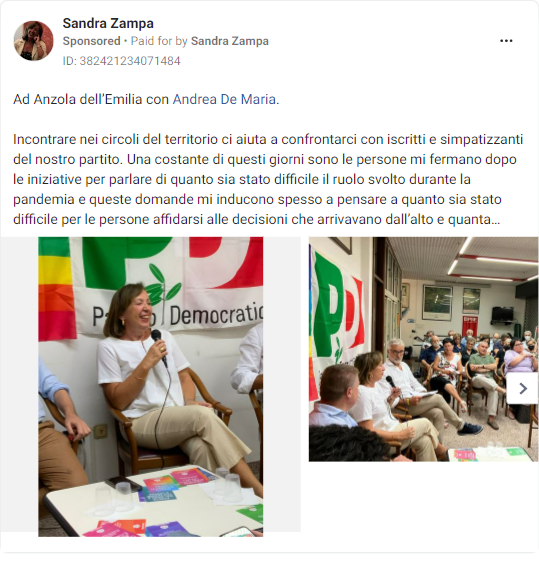 Sandra Zampa
Sponsored • Paid for by Sandra Zampa
ID: 382421234071484
Ad Anzola dell'Emilia con Andrea De Maria.
Incontrare nei circoli del territorio ci aiuta a confrontarci con iscritti e simpatizzanti
del nostro partito. Una costante di questi giorni sono le persone mi fermano dopo
le iniziative per parlare di quanto sia stato difficile il ruolo svolto durante la
pandemia e queste domande mi inducono spesso a pensare a quanto sia stato
difficile per le persone affidarsi alle decisioni che arrivavano dall'alto e quanta...
PD
Democratic
PD